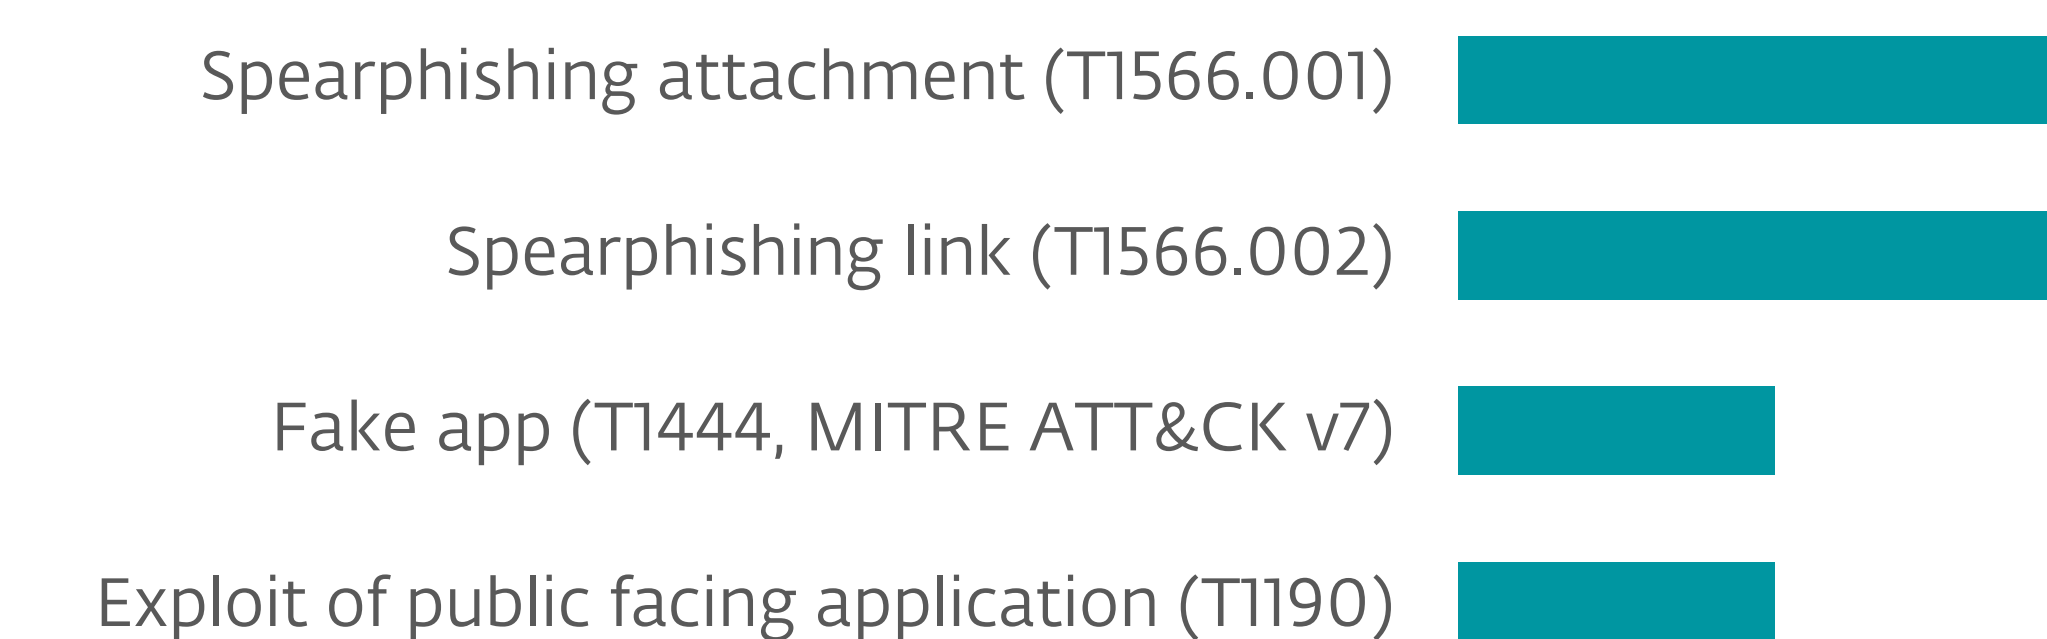 Spearphishing attachment (T1566.001)
Spearphishing link (T1566.002)
Fake app (T1444, MITRE ATT&CK v7)
Exploit of public facing application (T1190)